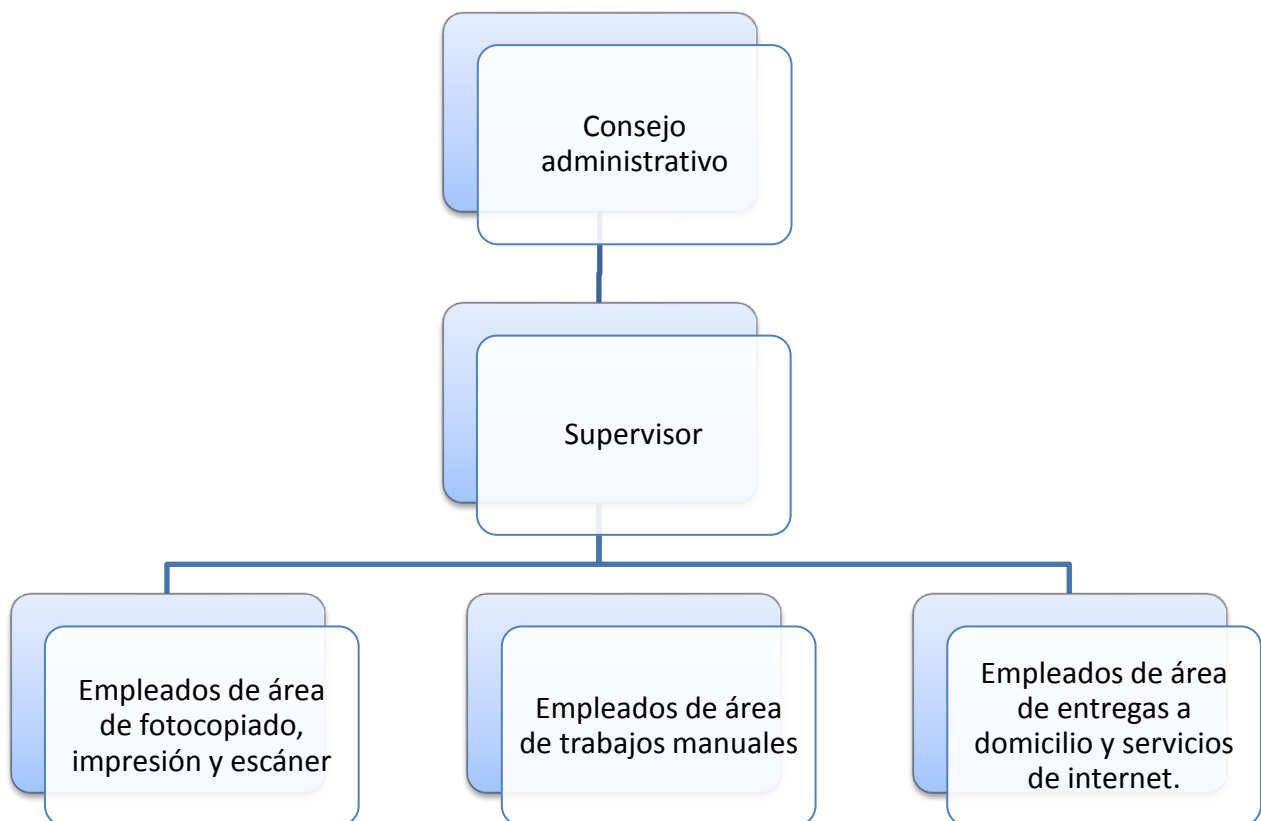 Consejo
administrativo
Supervisor
Empleados de área
de fotocopiado,
impresión y escáner
Empleados de área
de trabajos manuales
Empleados de área
de entregas a
domicilio y servicios
de internet.